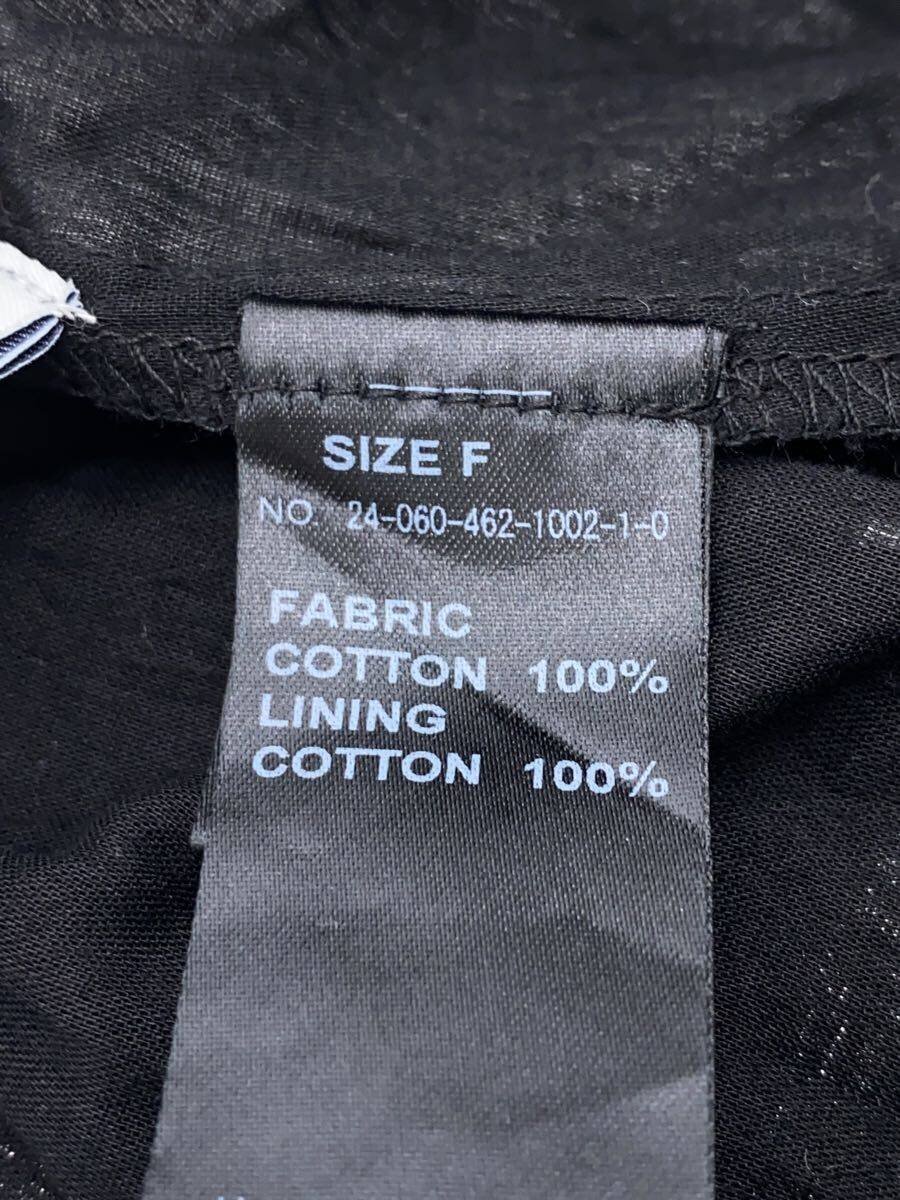 SIZE F
NO. 24-060-462-1002-1-0
FABRIC
COTTON 100%
LINING
COTTON 100%